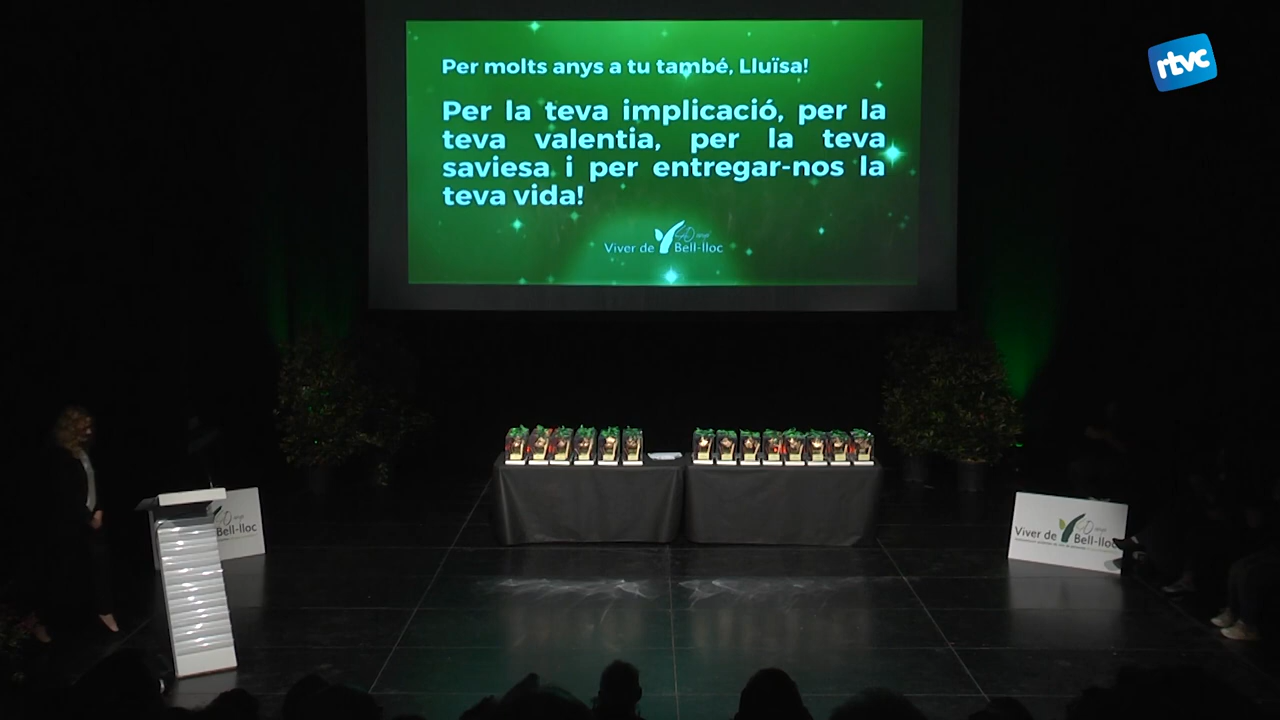 rtvc
Per molts anys a tu també, Lluïsa!
Per la teva implicació, per la
teva valentia, per la teva
saviesa i per entregar-nos la
teva vida!
Viver de Bell-lloc
Bell-lloc
Viver de Bell-lloc